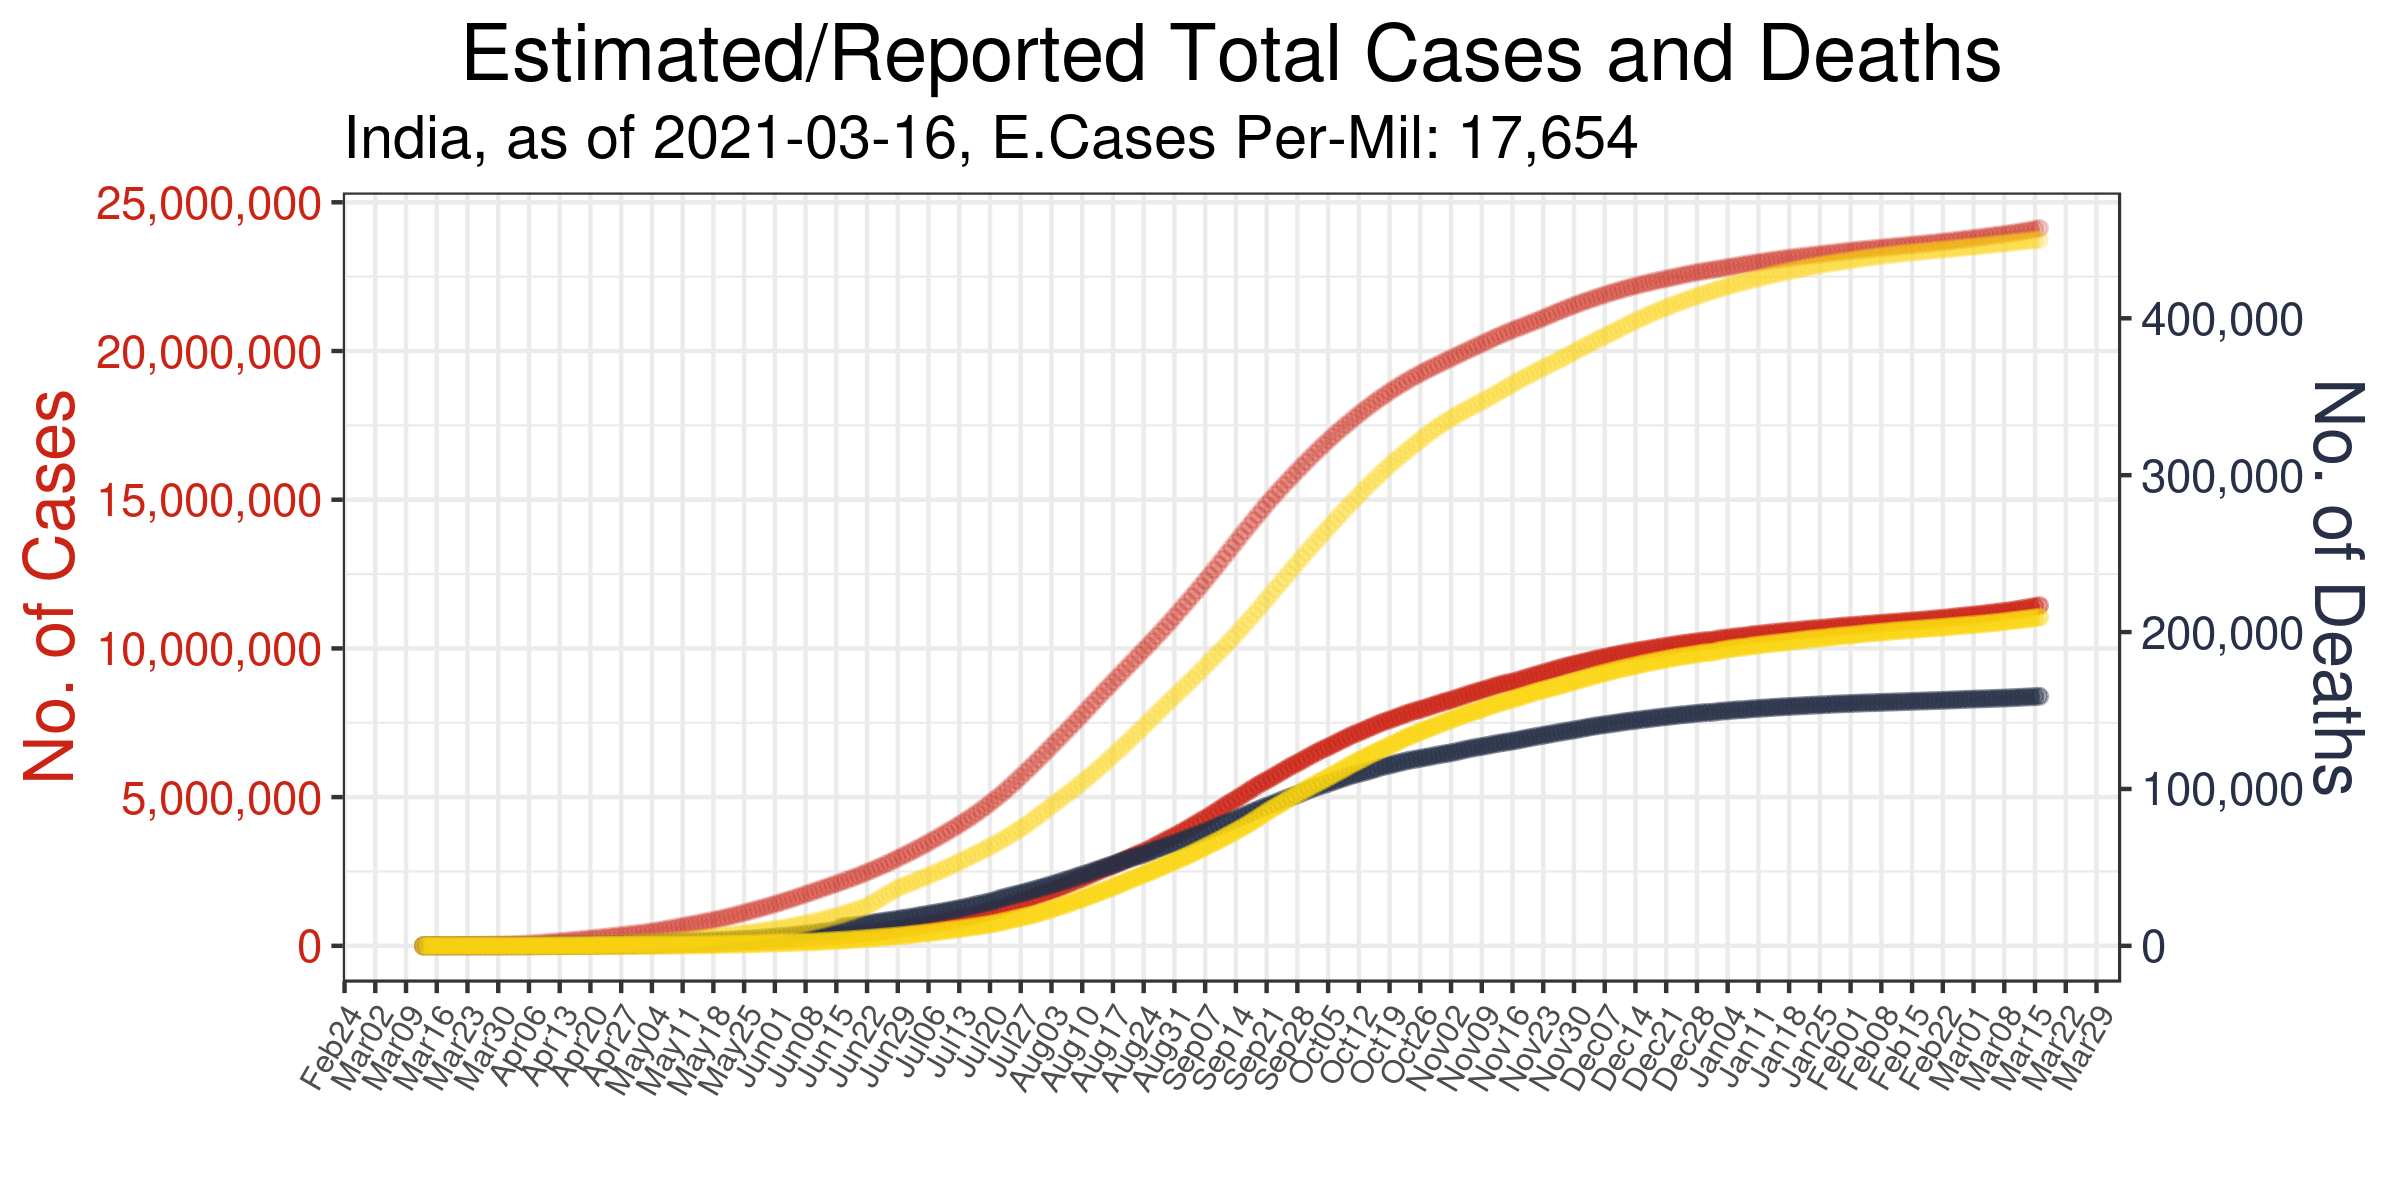 Estimated/Reported Total Cases and Deaths
India, as of 2021-03-16, E.Cases Per-Mil: 17,654
No. of Cases
25,000,000
20,000,000
15,000,000
10,000,000
5,000,000
0
400,000
300,000
200,000
100,000
0
No. of Deaths
Feb24
Mar02
Mar09
Mar16
Mar23
Mar30
Apr06
Apr13
Apr20
Apr27
May04
May11
May18
May25
Jun01
Jun08
Jun15
Jun22
Jun29
Jul06
Jul13
Jul20
Jul27
Aug03
Aug10
Aug17
Aug24
Aug31
Sep07
Sep14
Sep21
Sep28
Oct05
Oct12
Oct19
Oct26
Nov02
Nov09
Nov16
Nov23
Nov30
Dec07
Dec14
Dec21
Dec28
Jan04
Jan11
Jan18
Jan25
Feb01
Feb08
Feb15
Feb22
Mar01
Mar08
Mar15
Mar22
Mar29